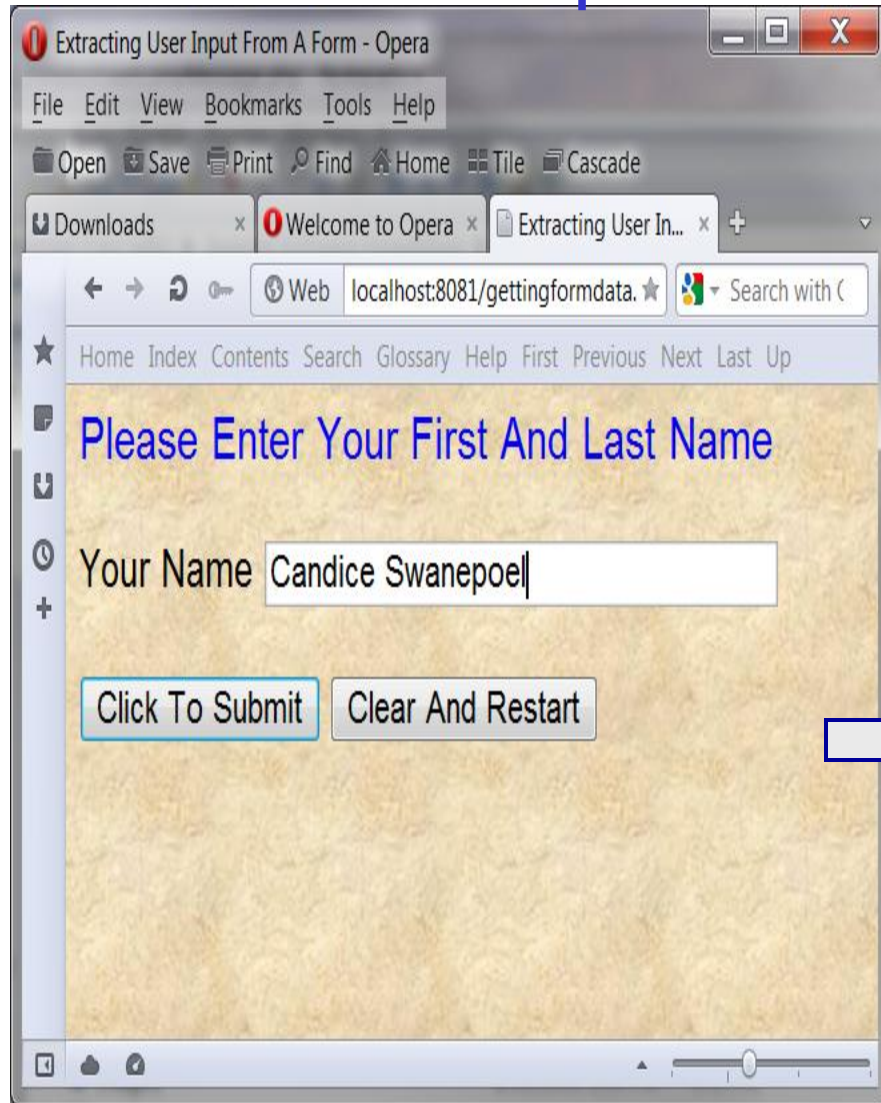 Extracting User Input From A Form - Opera
File Edit View Bookmarks Tools Help
Open Save Print Find Home Tile Cascade
Downloads Welcome to Opera Extracting User In...
Web localhost:8081/gettingformdata. Search with
Home Index Contents Search Glossary Help First Previous Next Last Up
Please Enter Your First And Last Name
Your Name Candice Swanepoel
Click To Submit Clear And Restart